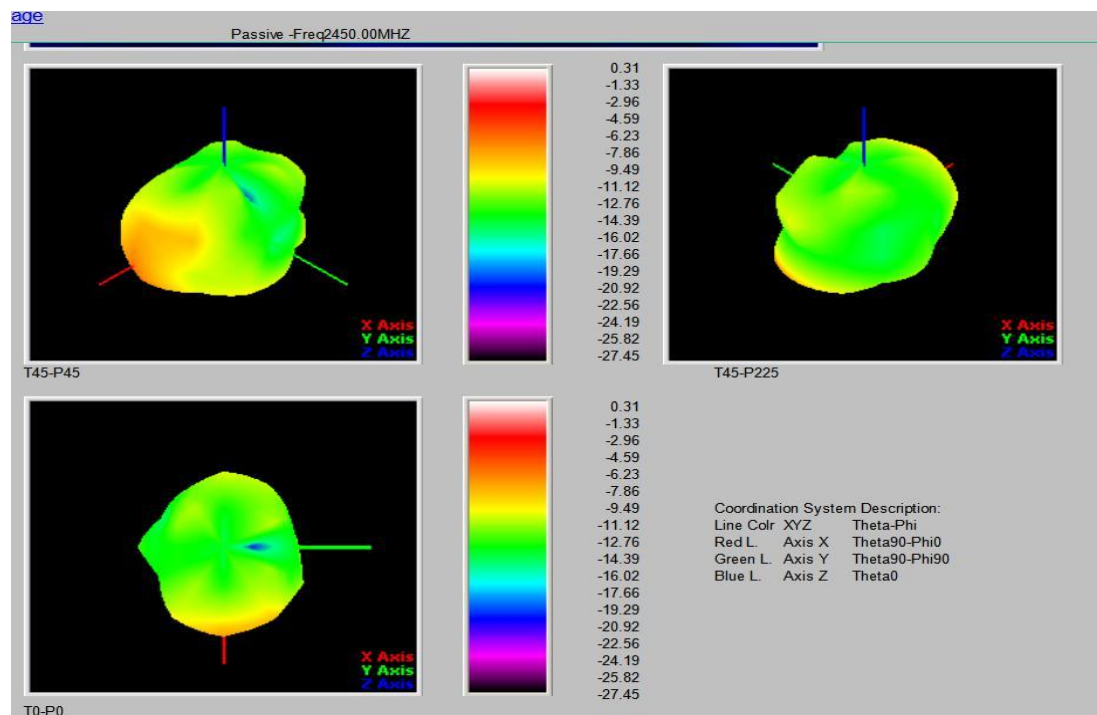 age
Passive -Freq2450.00MHZ
0.31
-1.33
-2.96
-4.59
-6.23
-7.86
-9.49
-11.12
-12.76
-14.39
-16.02
-17.66
-19.29
-20.92
-22.56
-24.19
-25.82
-27.45
X Axis
Y Axis
Z Axis
X Axis
Y Axis
Z Axis
T45-P45
T45-P225
0.31
-1.33
-2.96
-4.59
-6.23
-7.86
-9.49
-11.12
-12.76
-14.39
-16.02
-17.66
-19.29
-20.92
-22.56
-24.19
-25.82
-27.45
X Axis
Y Axis
Z Axis
Coordination System Description:
Line Colr XYZ Theta-Phi
Red L. Axis X Theta90-Phi0
Green L. Axis Y Theta90-Phi90
Blue L. Axis Z Theta0
T0-P0